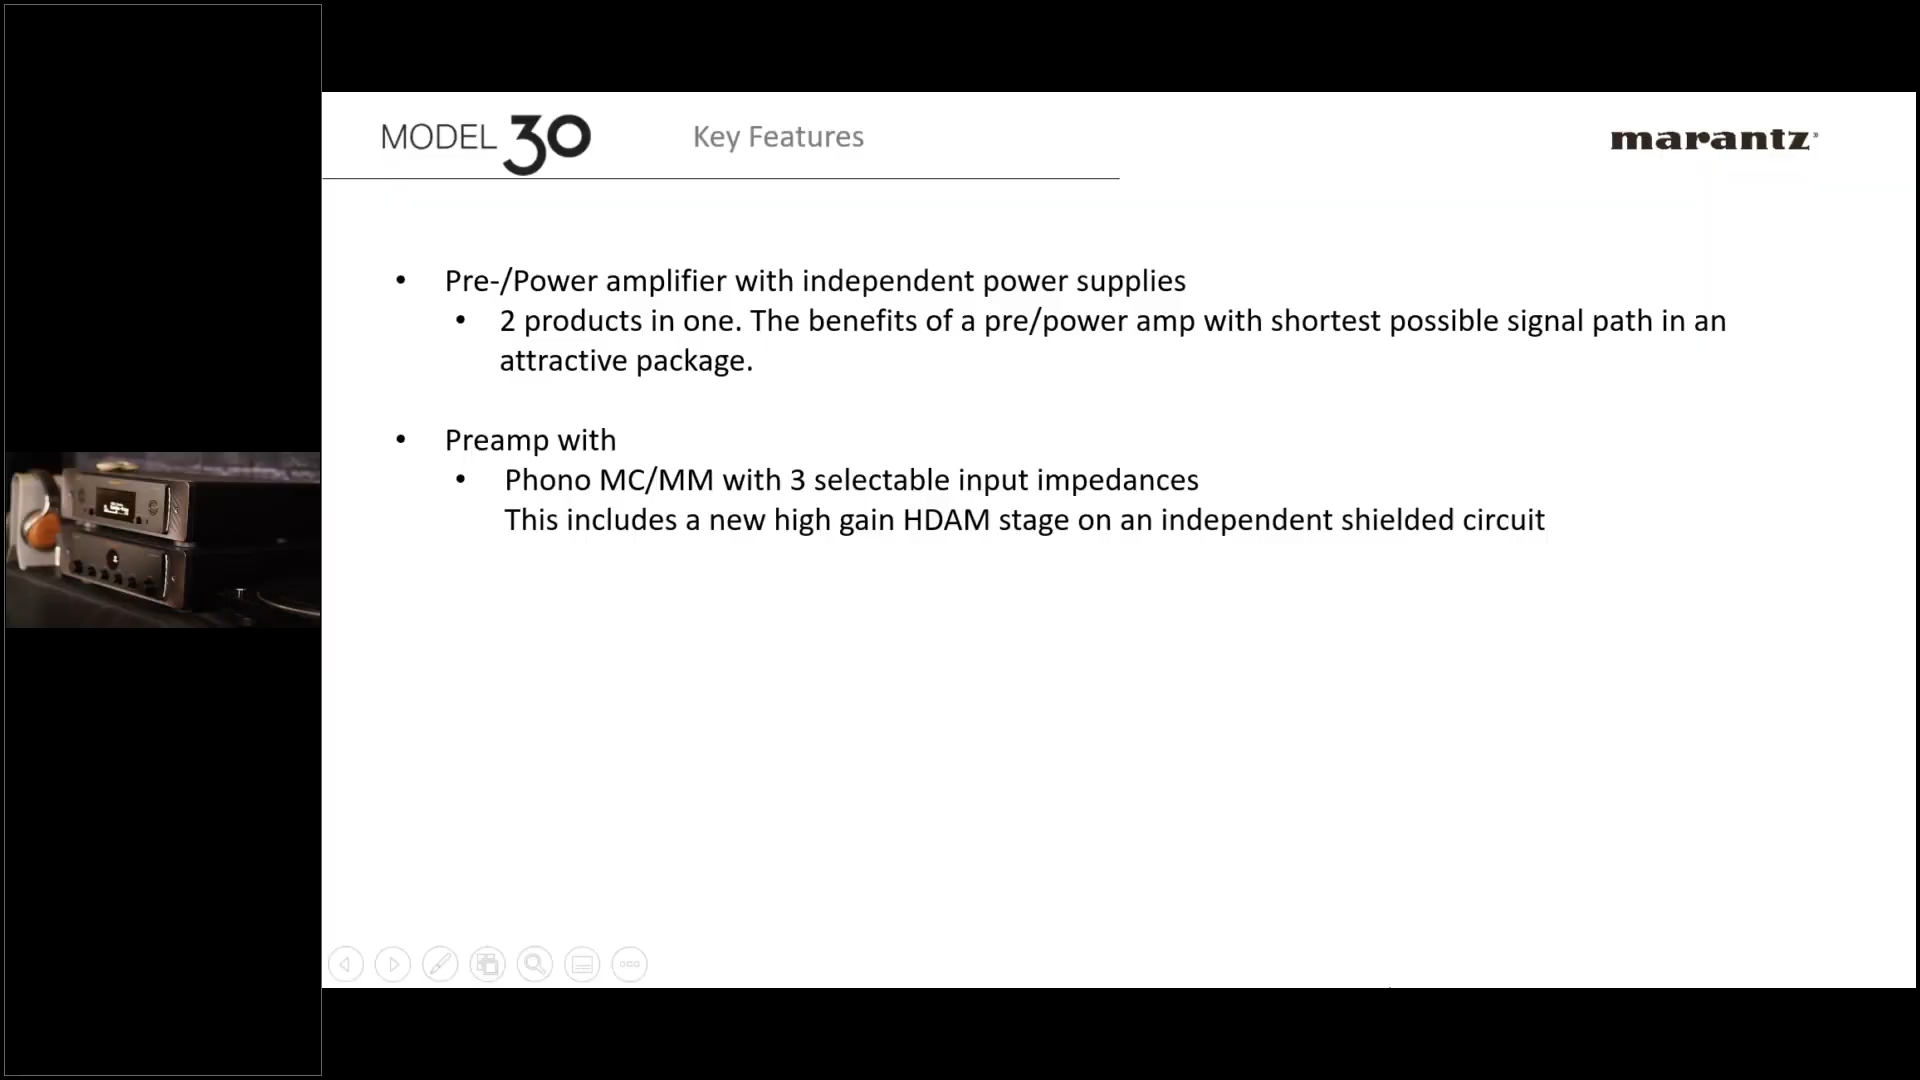 MODEL 30
Key Features
marantz
• Pre-/Power amplifier with independent power supplies
• 2 products in one. The benefits of a pre/power amp with shortest possible signal path in an
attractive package.
• Preamp with
• Phono MC/MM with 3 selectable input impedances
This includes a new high gain HDAM stage on an independent shielded circuit